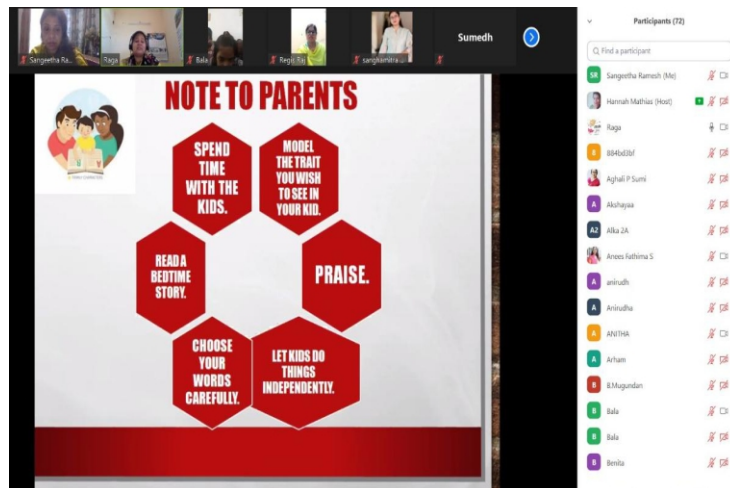 Sangeetha Ra...
Raga
Bala
Regis Raj
sanghamitra ...
Sumedh
NOTE TO PARENTS
SPEND
TIME
WITH THE
KIDS.
MODEL
THE TRAIT
YOU WISH
TO SEE IN
YOUR KID.
READ A
BEDTIME
STORY.
PRAISE.
CHOOSE
YOUR
WORDS
CAREFULLY.
LET KIDS DO
THINGS
INDEPENDENTLY.
Participants (72)
Find a participant
SR Sangeetha Ramesh (Me)
Hannah Mathias (Host)
Raga
8 884bd3bf
Aghali P Sumi
A Akshayaa
A2 Alka 2A
Anees Fathima S
A anirudh
A Anirudha
A ANITHA
A Arham
B B.Mugundan
B Bala
B Bala
B Benita